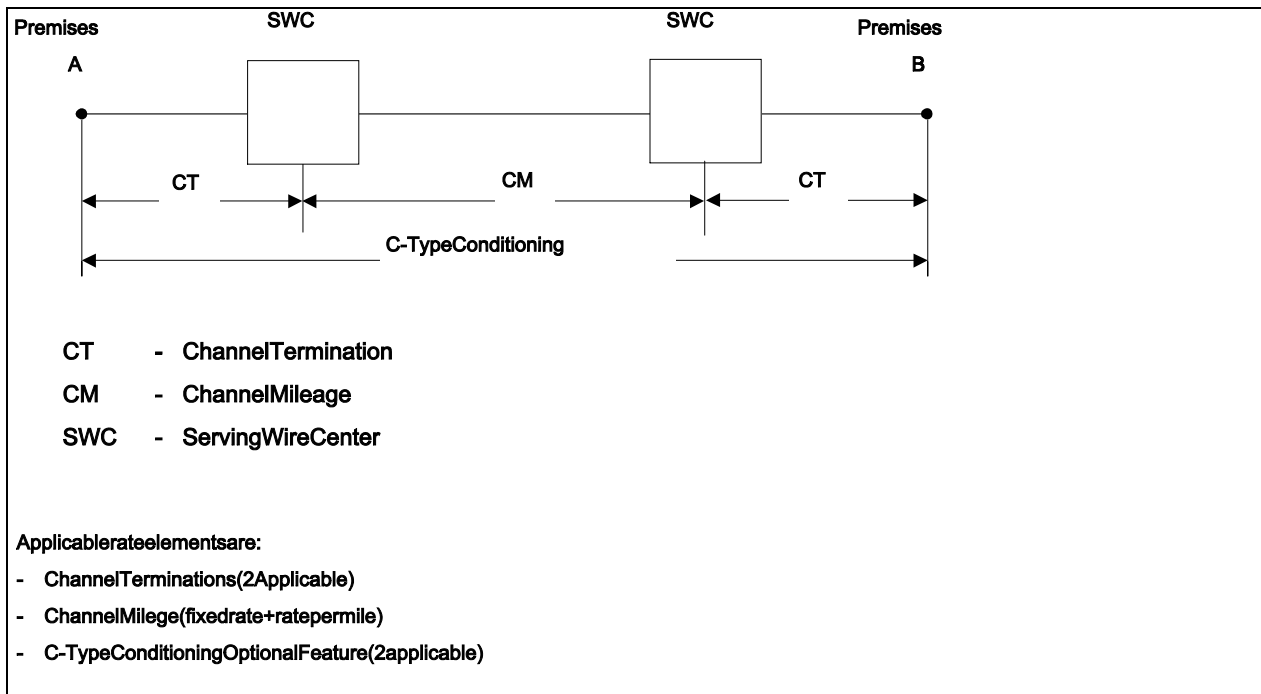 Premises SWC SWC Premises
A B
CT CM CT
C-TypeConditioning
CT - ChannelTermination
CM - ChannelMileage
SWC - ServingWireCenter
Applicablerateelementsare:
- ChannelTerminations(2Applicable)
- ChannelMilege(fixedrate+ratepermile)
- C-TypeConditioningOptionalFeature(2applicable)